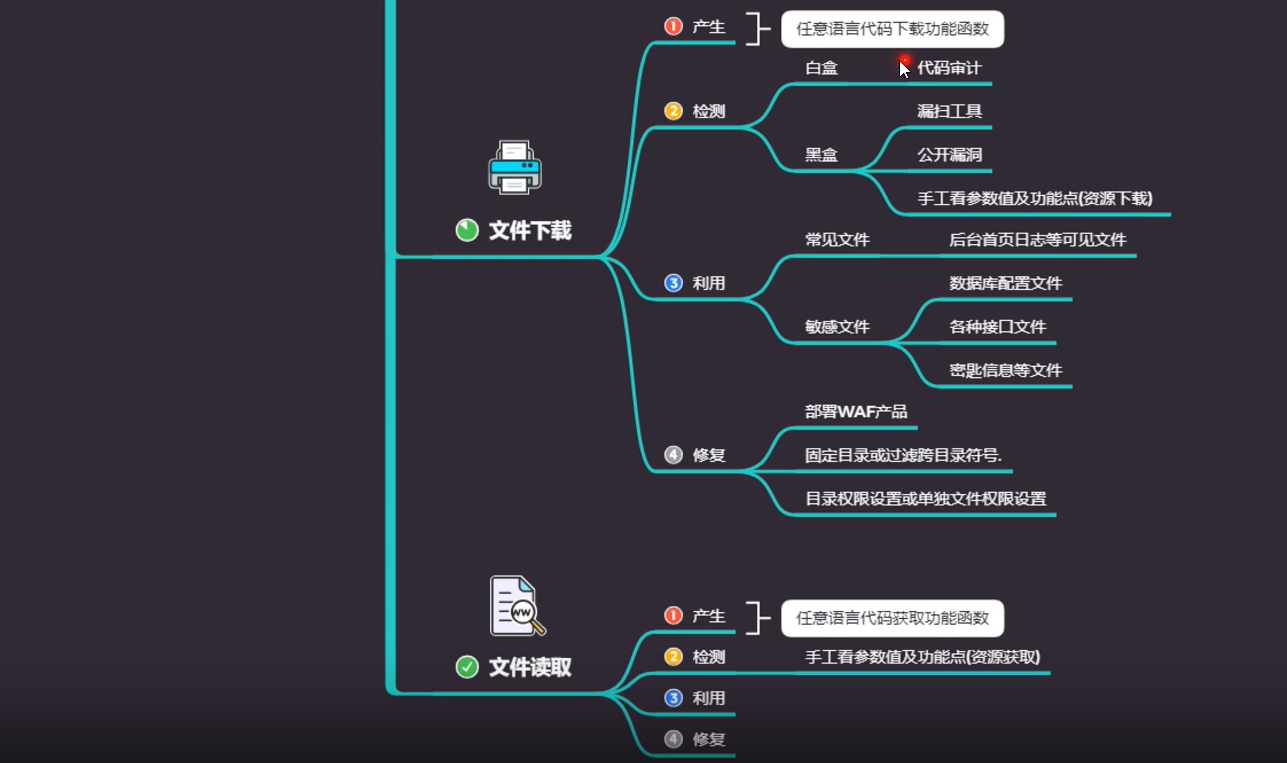 文件下载
1 产生
任意语言代码下载功能函数
2 检测
白盒
代码审计
黑盒
漏扫工具
公开漏洞
手工看参数值及功能点(资源下载)
3 利用
常见文件
后台首页日志等可见文件
敏感文件
数据库配置文件
各种接口文件
密匙信息等文件
4 修复
部署WAF产品
固定目录或过滤跨目录符号.
目录权限设置或单独文件权限设置
WW
文件读取
1 产生
任意语言代码获取功能函数
2 检测
手工看参数值及功能点(资源获取)
3 利用
4 修复